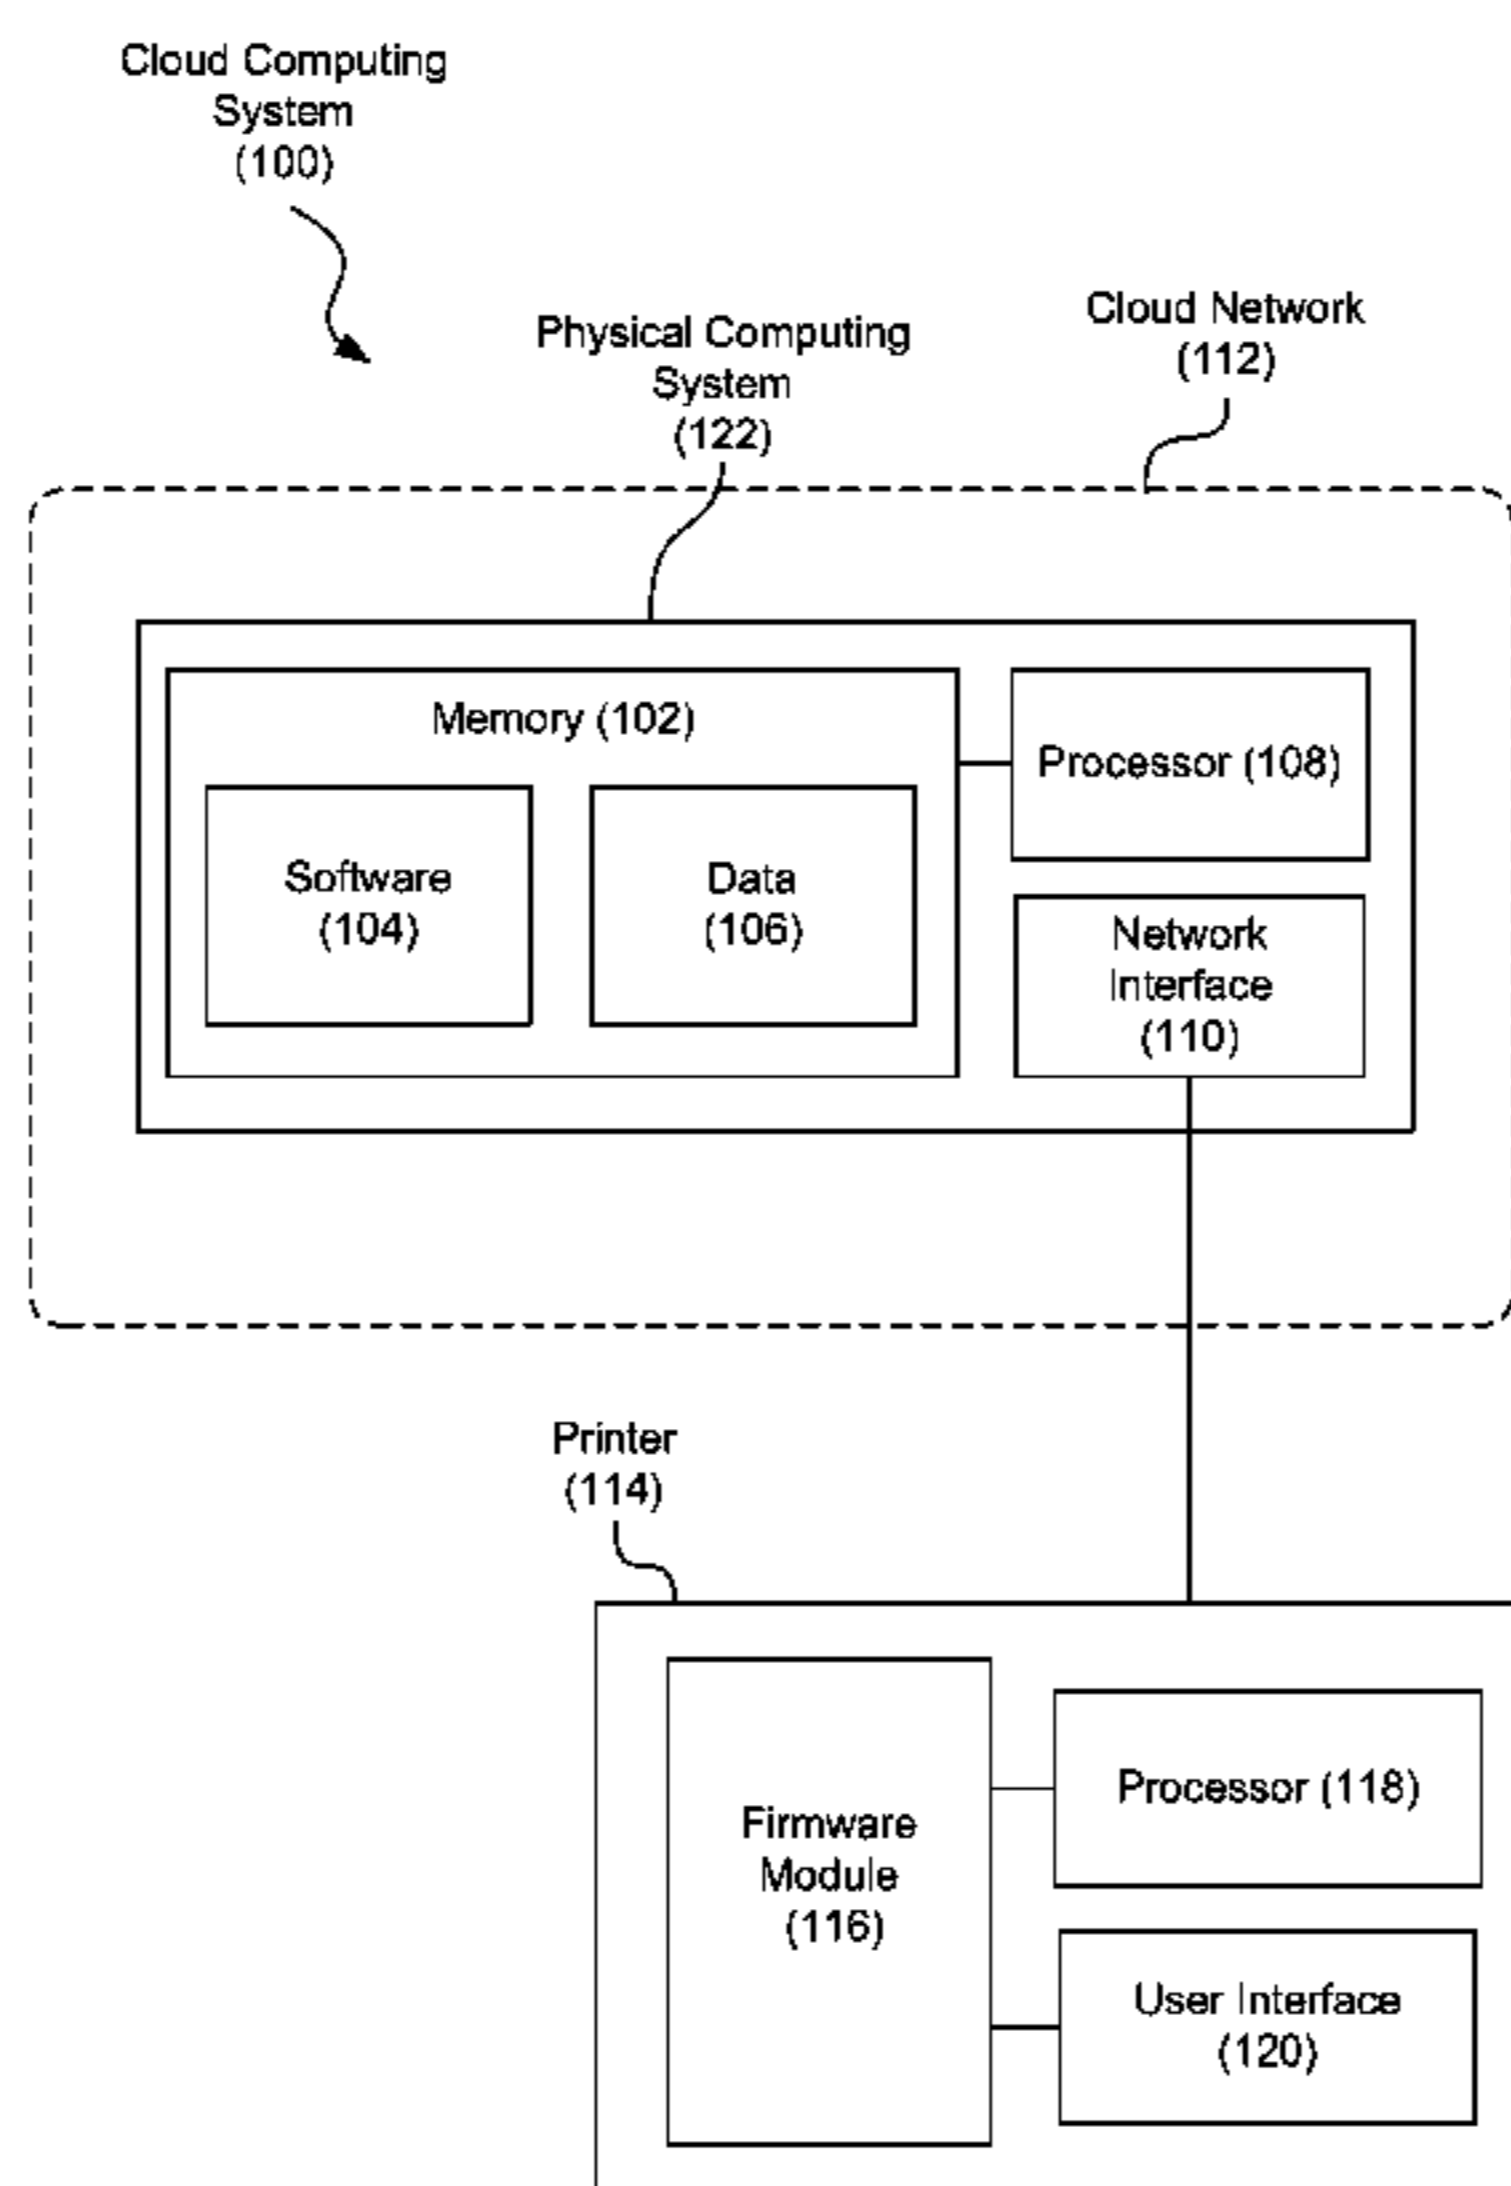 Cloud Computing
System
(100)
Cloud Network
(112)
Physical Computing
System
(122)
Memory (102)
Processor (108)
Software
(104)
Data
(106)
Network
Interface
(110)
Printer
(114)
Firmware
Module
(116)
Processor (118)
User Interface
(120)